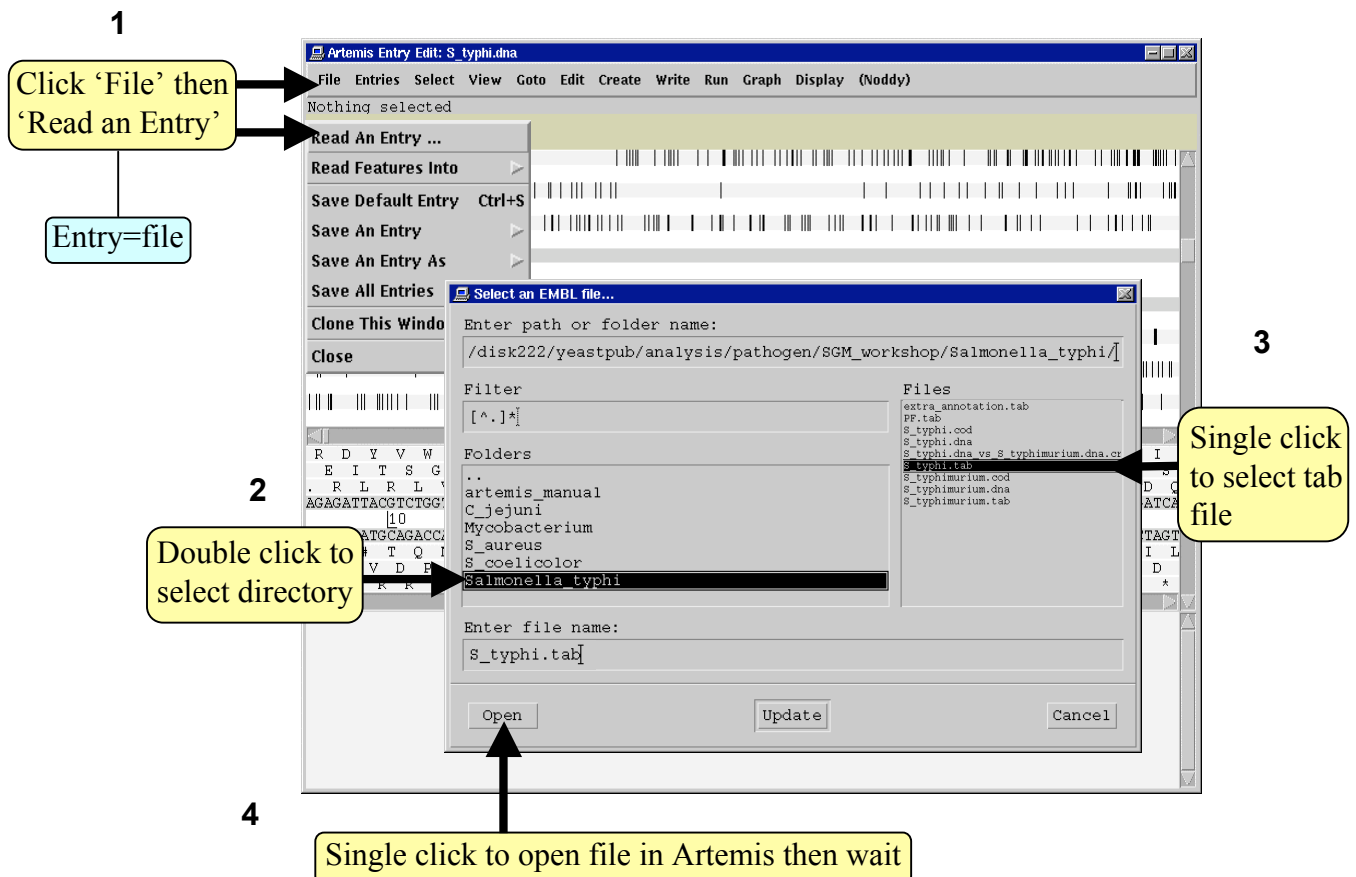 1
Click ‘File’ then
‘Read an Entry’
Entry=file
Artemis Entry Edit: S_typhi.dna
File Entries Select View Goto Edit Create Write Run Graph Display (Noddy)
Nothing selected
Read An Entry ...
Read Features Into
Save Default Entry Ctrl+S
Save An Entry
Save An Entry As
Save All Entries
Clone This Windo
Close
Select an EMBL file...
Enter path or folder name:
/disk222/yeastpub/analysis/pathogen/SGM_workshop/Salmonella_typhi/
Filter
[^.]*
Folders
..
artemis_manual
C_jejuni
Mycobacterium
S_aureus
S_coelicolor
Salmonella_typhi
Files
extra_annotation.tab
PF.tab
S_typhi.cod
S_typhi.dna
S_typhi.dna_vs_S_typhimurium.dna.cr
S_typhi.tab
S_typhimurium.cod
S_typhimurium.dna
S_typhimurium.tab
Enter file name:
S_typhi.tab
Open Update Cancel
R D Y V W
E I T S G
. R L R L
AGAGATTACGTCTGG
10
ATGCAGACCA
T Q
V D P
R R
I
D Q
ATCA
TAGT
I L
D
*
2
Double click to
select directory
3
Single click
to select tab
file
4
Single click to open file in Artemis then wait